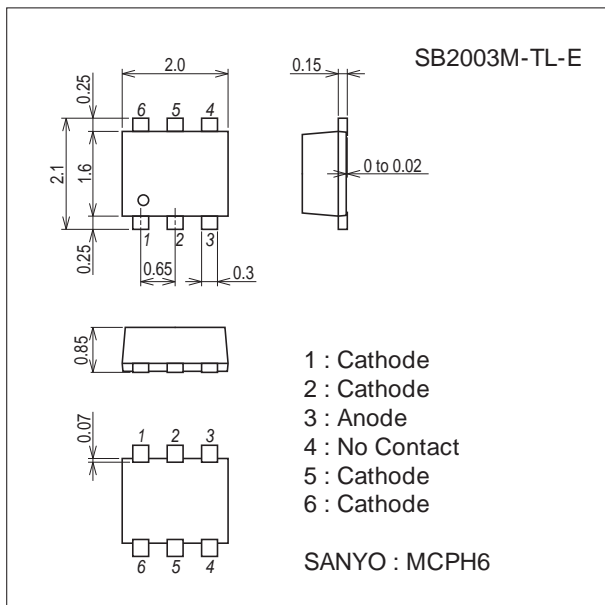 SB2003M-TL-E
2.0
0.15
0.25
6 5 4
2.1
1.6
0 to 0.02
0.25
1 2 3
0.65
0.3
0.85
1 : Cathode
2 : Cathode
3 : Anode
4 : No Contact
5 : Cathode
6 : Cathode
0.07
1 2 3
6 5 4
SANYO : MCPH6